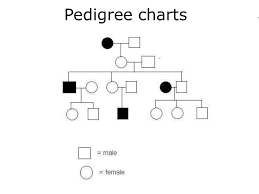 Pedigree charts
= male
= female